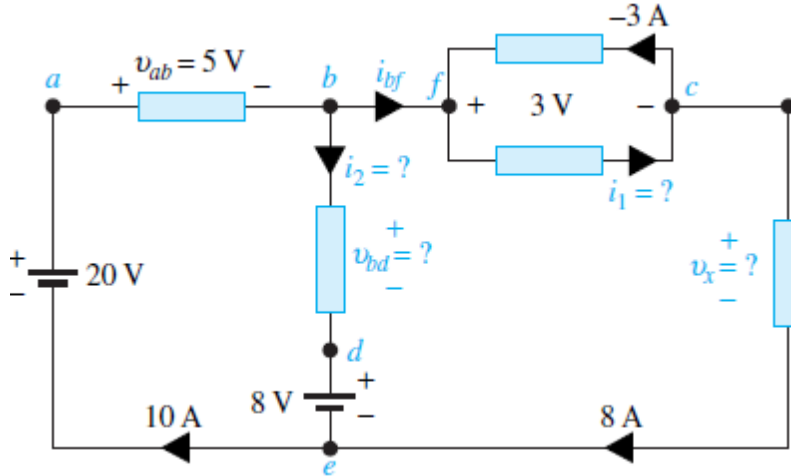 −3 A
a
+ υab = 5 V −
b
ibf
f
+ 3 V −
c
i2 = ?
i1 = ?
+
υbd = ?
−
+
υx = ?
−
+
−
20 V
d
8 V
+
−
10 A
8 A
e